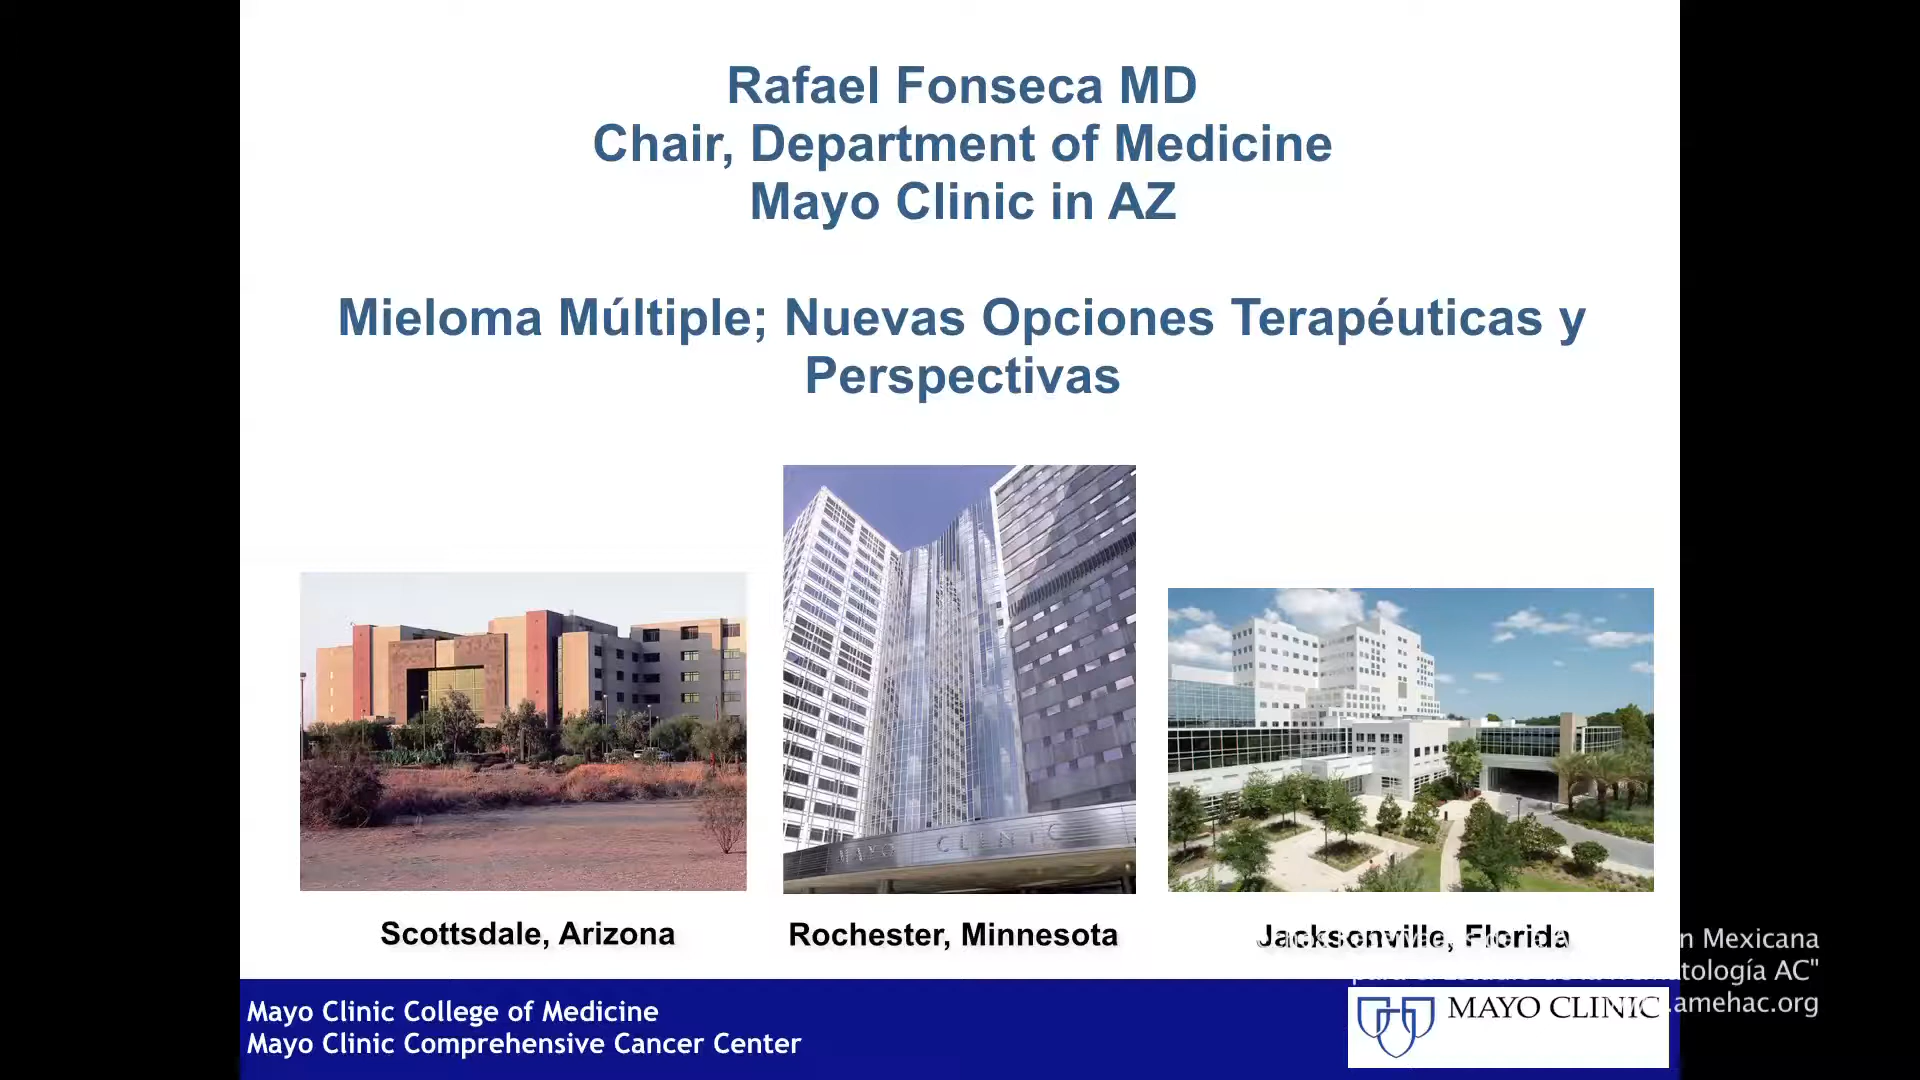 Rafael Fonseca MD
Chair, Department of Medicine
Mayo Clinic in AZ
Mieloma Múltiple; Nuevas Opciones Terapéuticas y
Perspectivas
MAYO CLINIC
Scottsdale, Arizona
Rochester, Minnesota
Jacksonville, Florida
Mexicana
AC"
Mayo Clinic College of Medicine
Mayo Clinic Comprehensive Cancer Center
MAYO CLINIC
.amehac.org